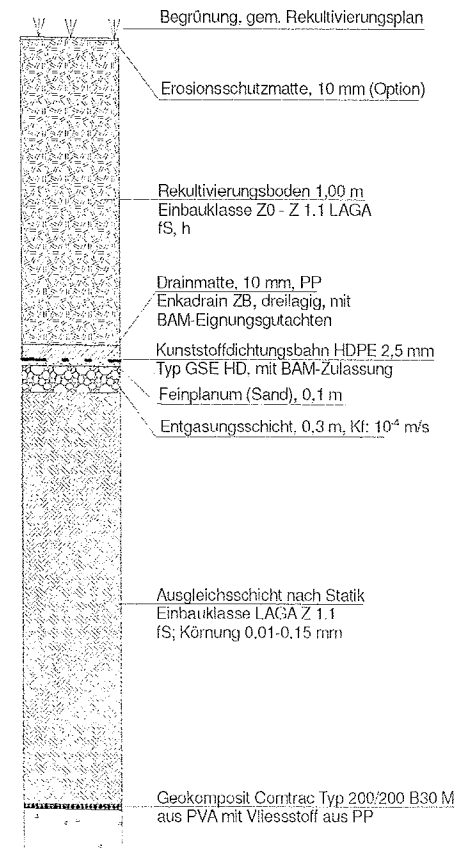 Begrünung, gem. Rekultivierungsplan
Erosionsschutzmatte, 10 mm (Option)
Rekultivierungsboden 1,00 m
Einbauklasse Z0 - Z 1.1 LAGA
fS, h
Drainmatte, 10 mm, PP
Enkadrain ZB, dreilagig, mit
BAM-Eignungsgutachten
Kunststoffdichtungsbahn HDPE 2,5 mm
Typ GSE HD, mit BAM-Zulassung
Feinplanum (Sand), 0,1 m
Entgasungsschicht, 0,3 m, Kf: 10⁻⁴ m/s
Ausgleichsschicht nach Statik
Einbauklasse LAGA Z 1.1
fS; Körnung 0,01-0,15 mm
Geokomposit Comtrac Typ 200/200 B30 M
aus PVA mit Vliessstoff aus PP